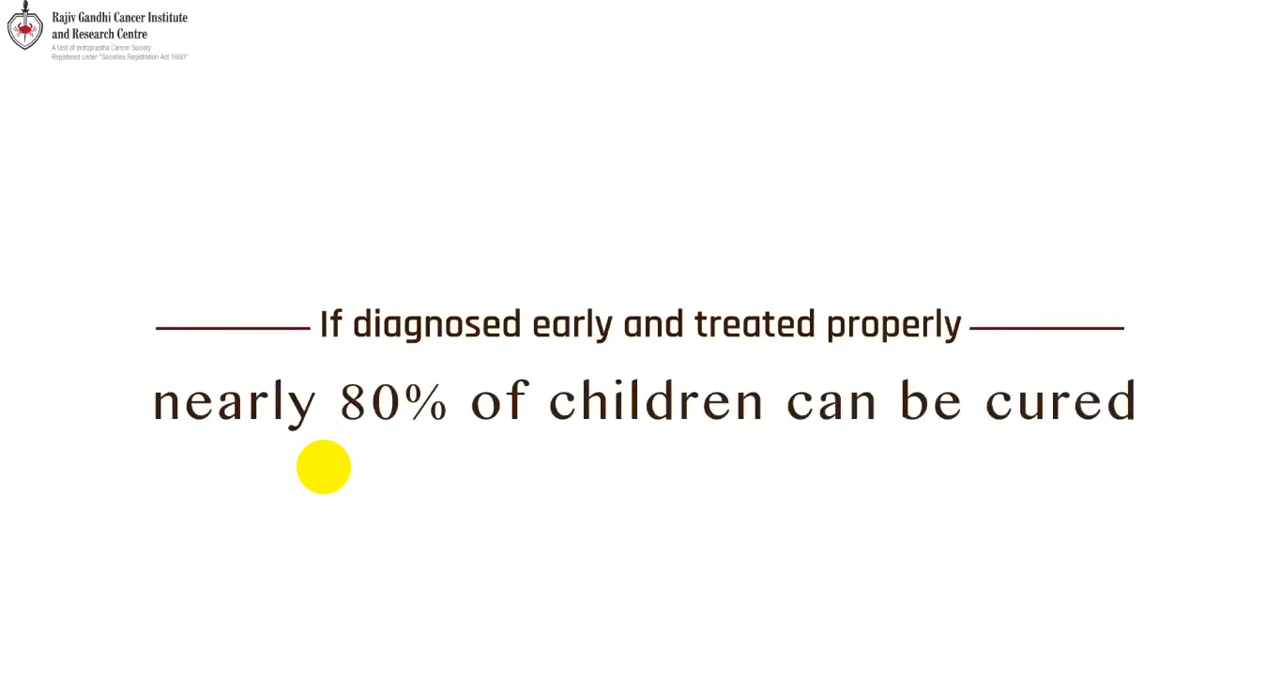 Rajiv Gandhi Cancer Institute
and Research Centre
A Unit of Indraprastha Cancer Society
Registered under "Societies Registration Act 1860"
If diagnosed early and treated properly
nearly 80% of children can be cured